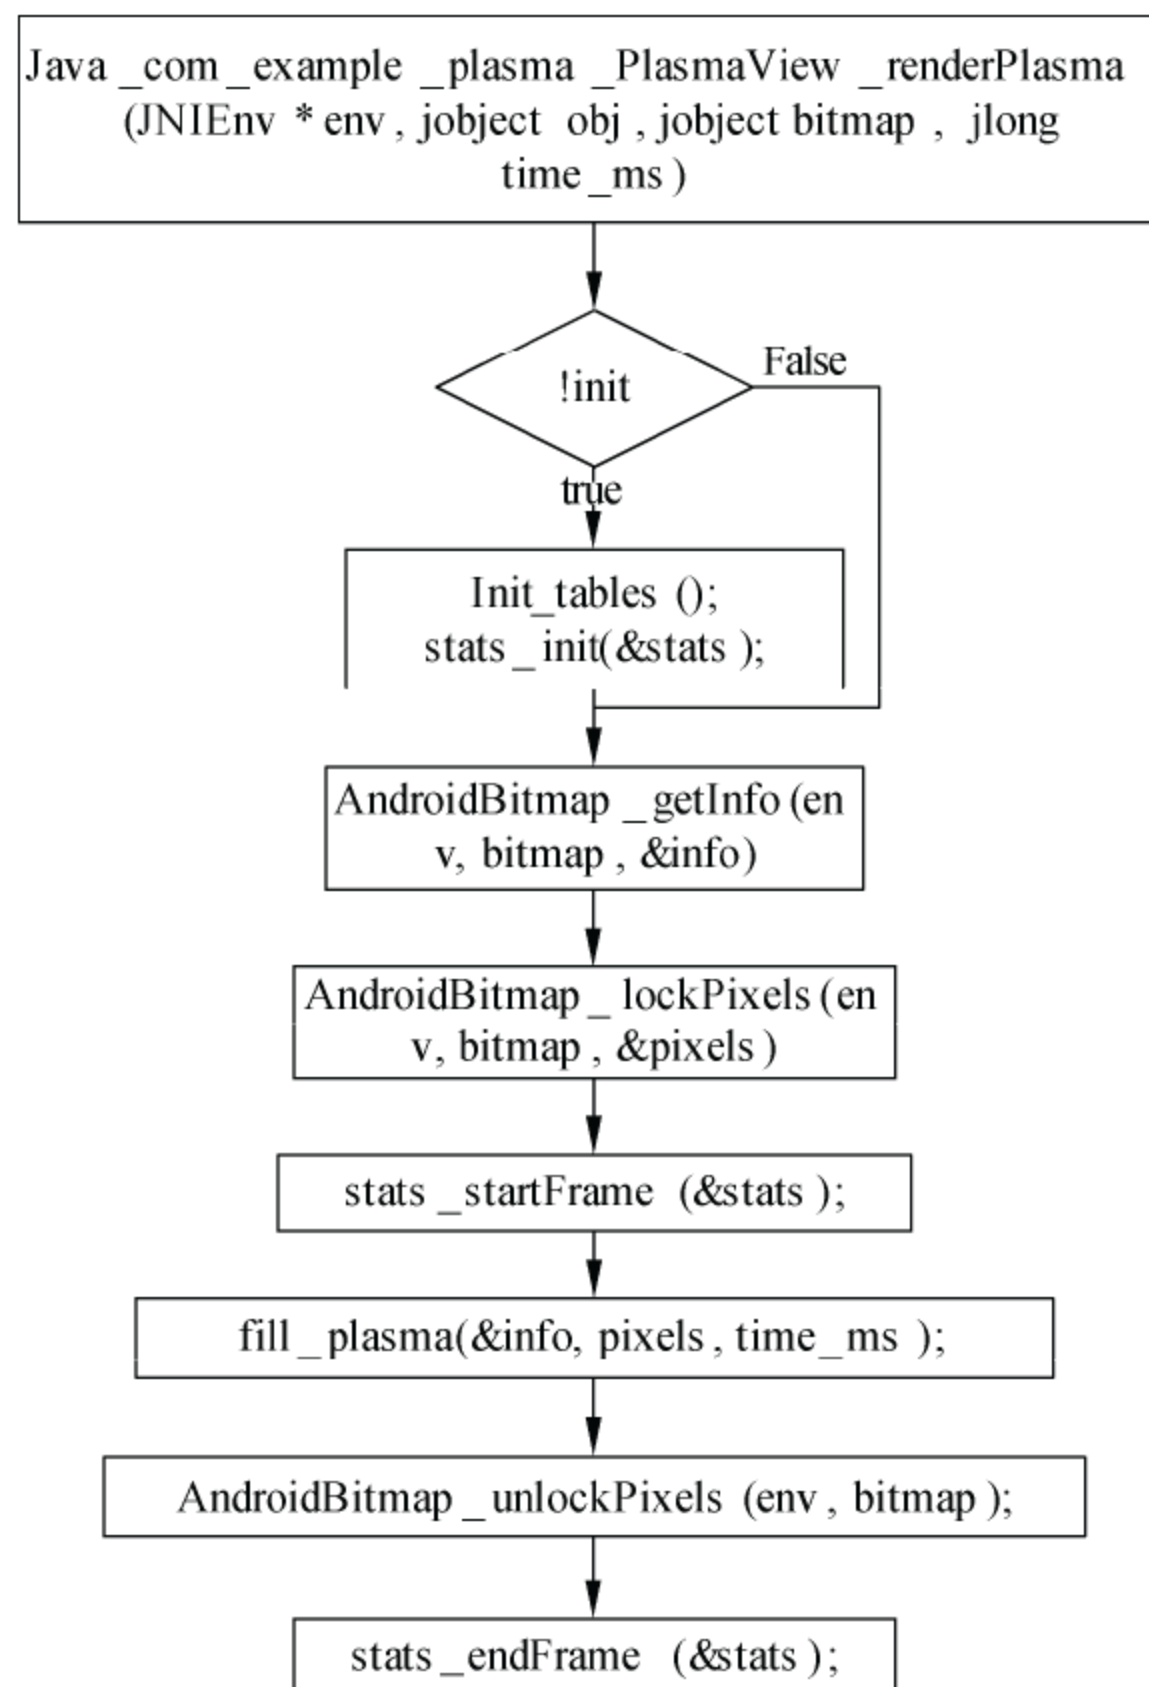 Java _com _example _plasma _PlasmaView _renderPlasma
(JNIEnv * env , jobject obj , jobject bitmap , jlong
time _ms )
!init
False
true
Init_tables ();
stats _ init(&stats );
AndroidBitmap _getInfo (en
v, bitmap , &info)
AndroidBitmap _ lockPixels (en
v, bitmap , &pixels )
stats _startFrame (&stats );
fill _ plasma(&info, pixels , time_ms );
AndroidBitmap _ unlockPixels (env , bitmap );
stats _endFrame (&stats );